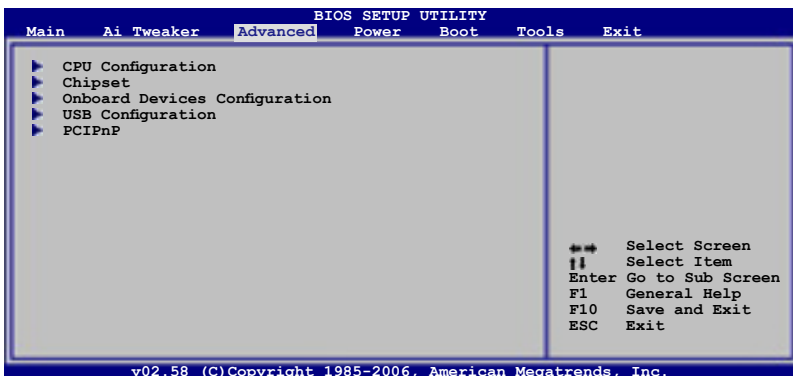 BIOS SETUP UTILITY
Main Ai Tweaker Advanced Power Boot Tools Exit
CPU Configuration
Chipset
Onboard Devices Configuration
USB Configuration
PCIPnP
Select Screen
Select Item
Enter Go to Sub Screen
F1 General Help
F10 Save and Exit
ESC Exit
v02.58 (C)Copyright 1985-2006, American Megatrends, Inc.